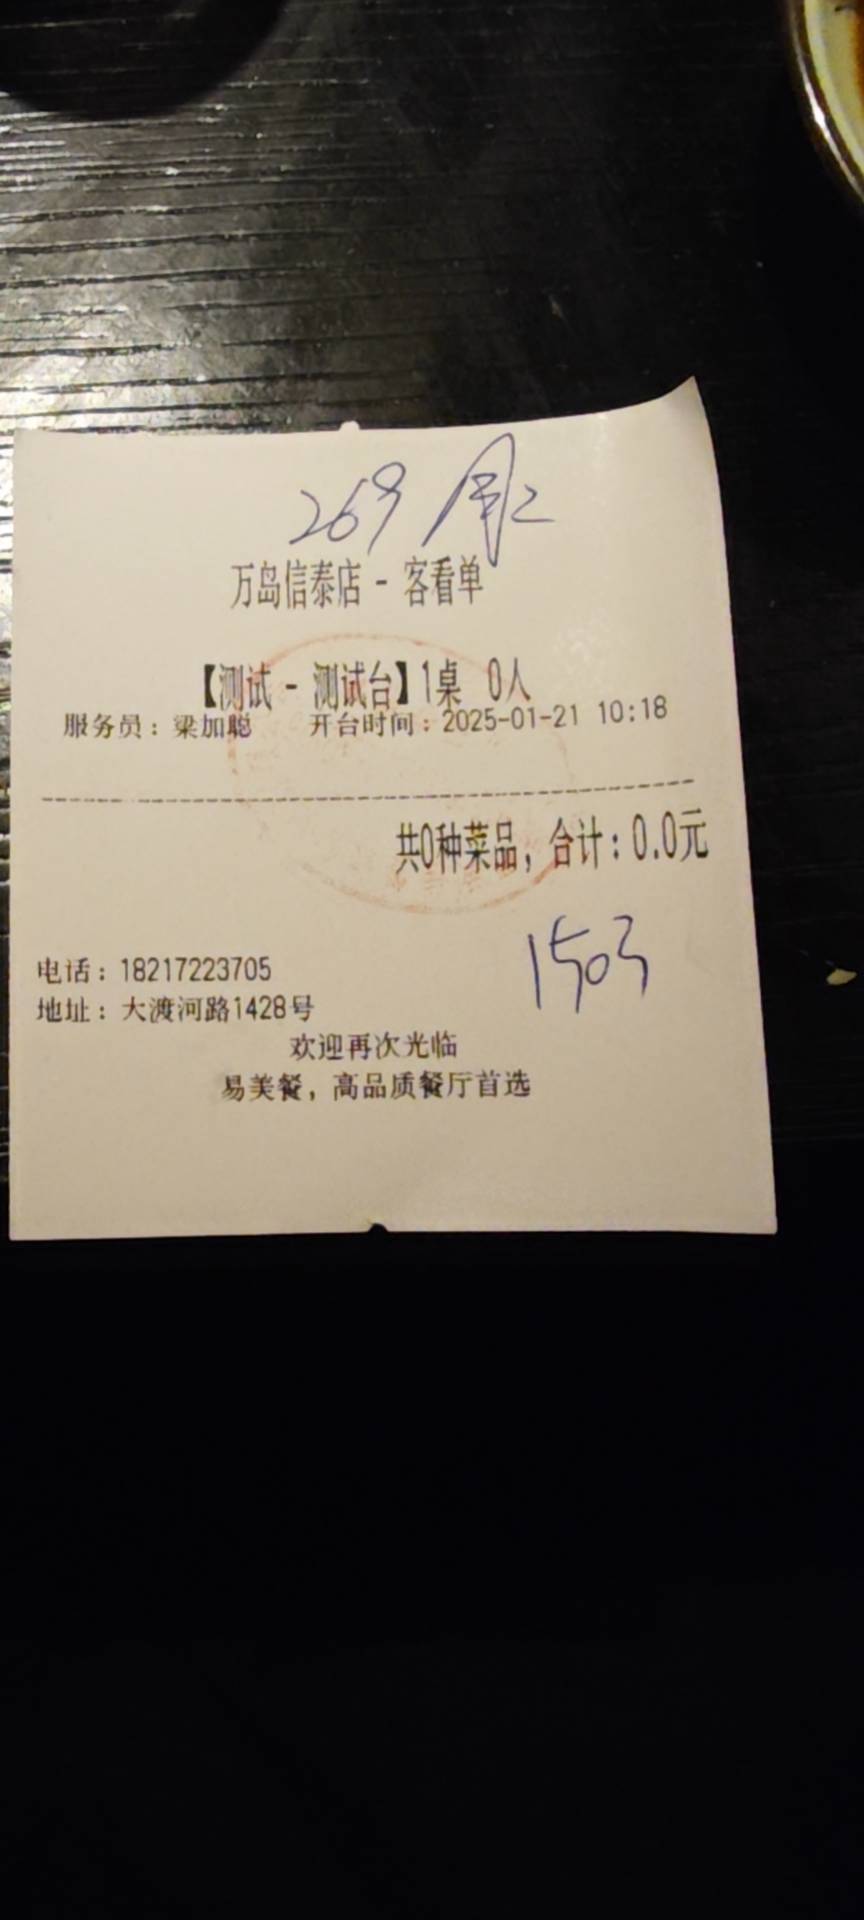 269 周二
万岛信泰店 - 客看单
【测试 - 测试台】1桌 0人
服务员：梁加聪 开台时间：2025-01-21 10:18
共0种菜品，合计：0.0元
1503
电话：18217223705
地址：大渡河路1428号
欢迎再次光临
易美餐，高品质餐厅首选